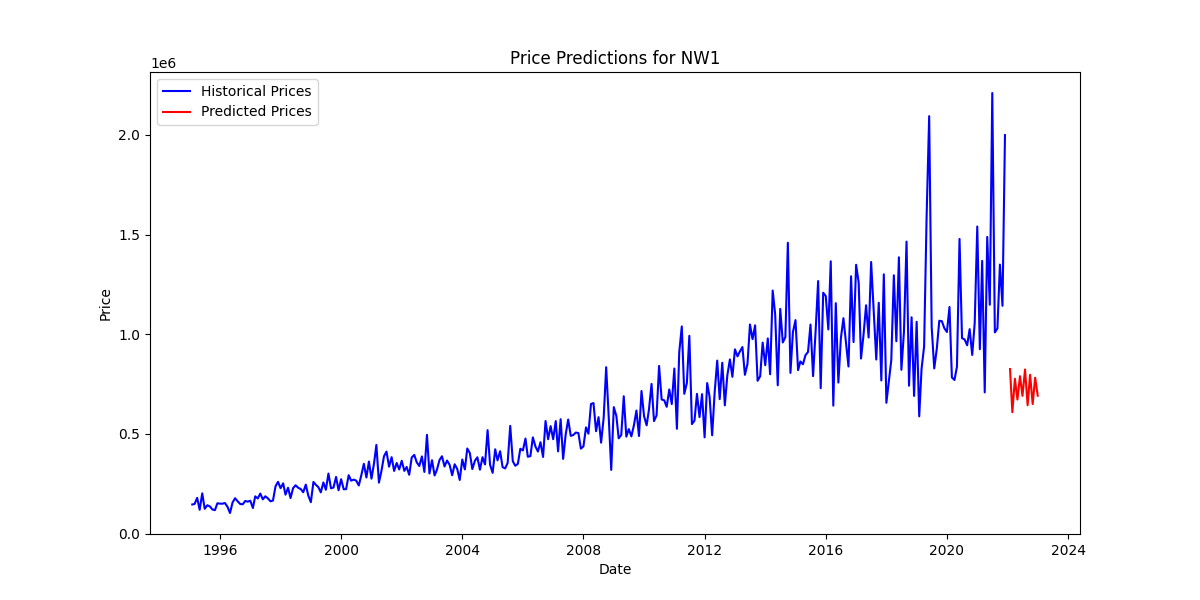 Price Predictions for NW1
1e6
Historical Prices
Predicted Prices
2.0
1.5
1.0
0.5
0.0
Price
1996 2000 2004 2008 2012 2016 2020 2024
Date